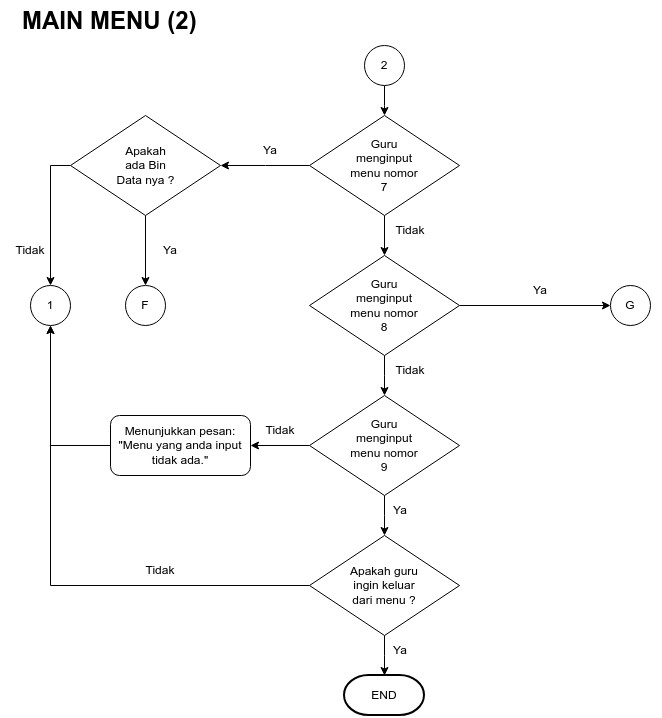 MAIN MENU (2)
2
Guru
menginput
menu nomor
7
Ya
Apakah
ada Bin
Data nya ?
Tidak
Ya
Tidak
1
F
Guru
menginput
menu nomor
8
Ya
G
Tidak
Guru
menginput
menu nomor
9
Tidak
Menunjukkan pesan:
"Menu yang anda input
tidak ada."
Ya
Apakah guru
ingin keluar
dari menu ?
Tidak
Ya
END